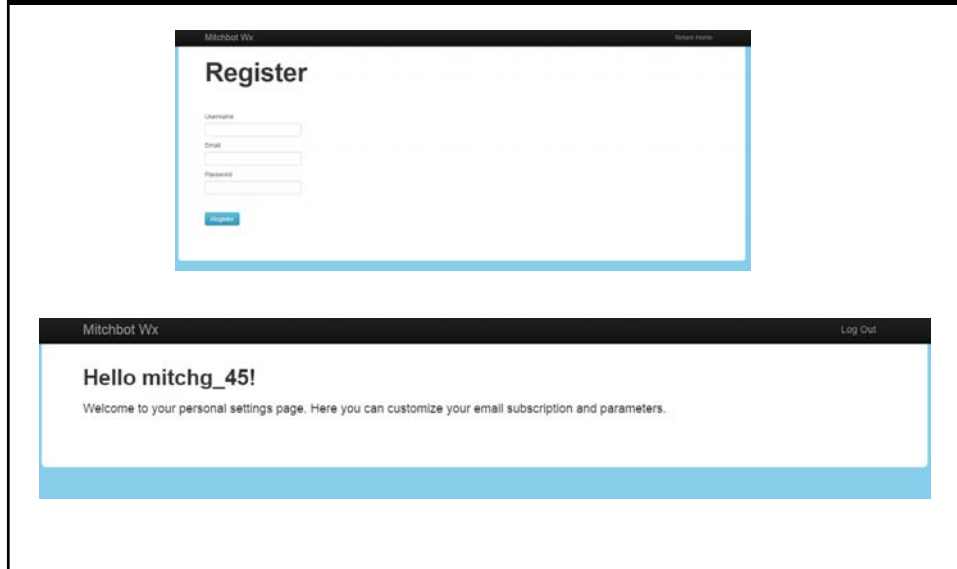 Mitchbot Wx
Return Home
Register
Username
Email
Password
Register
Mitchbot Wx
Log Out
Hello mitchg_45!
Welcome to your personal settings page. Here you can customize your email subscription and parameters.